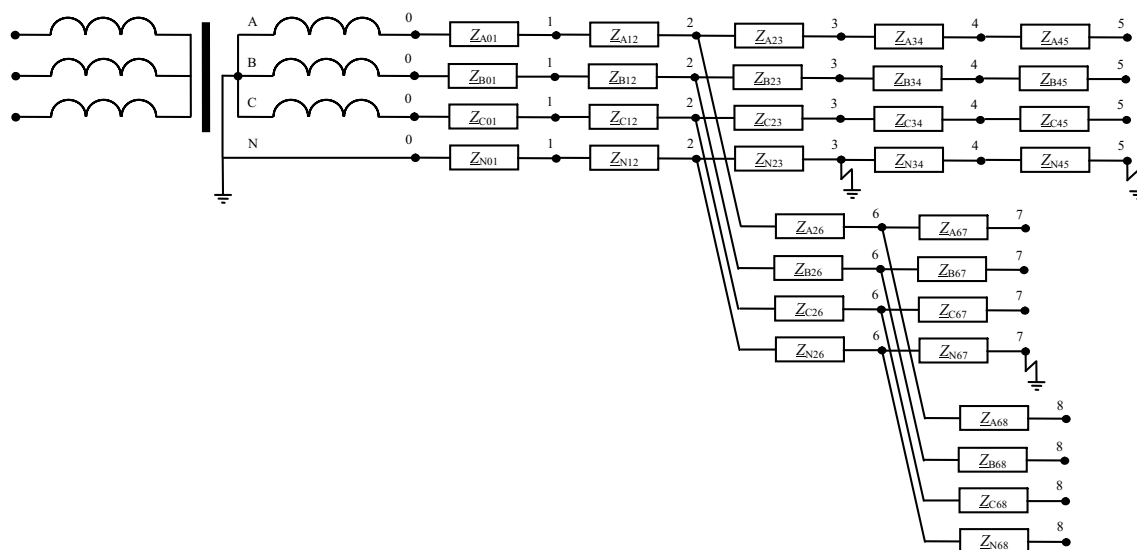 A 0 Z_A01 1 Z_A12 2 Z_A23 3 Z_A34 4 Z_A45 5
B 0 Z_B01 1 Z_B12 2 Z_B23 3 Z_B34 4 Z_B45 5
C 0 Z_C01 1 Z_C12 2 Z_C23 3 Z_C34 4 Z_C45 5
N 0 Z_N01 1 Z_N12 2 Z_N23 3 Z_N34 4 Z_N45 5
Z_A26 6 Z_A67 7
Z_B26 6 Z_B67 7
Z_C26 6 Z_C67 7
Z_N26 6 Z_N67 7
Z_A68 8
Z_B68 8
Z_C68 8
Z_N68 8